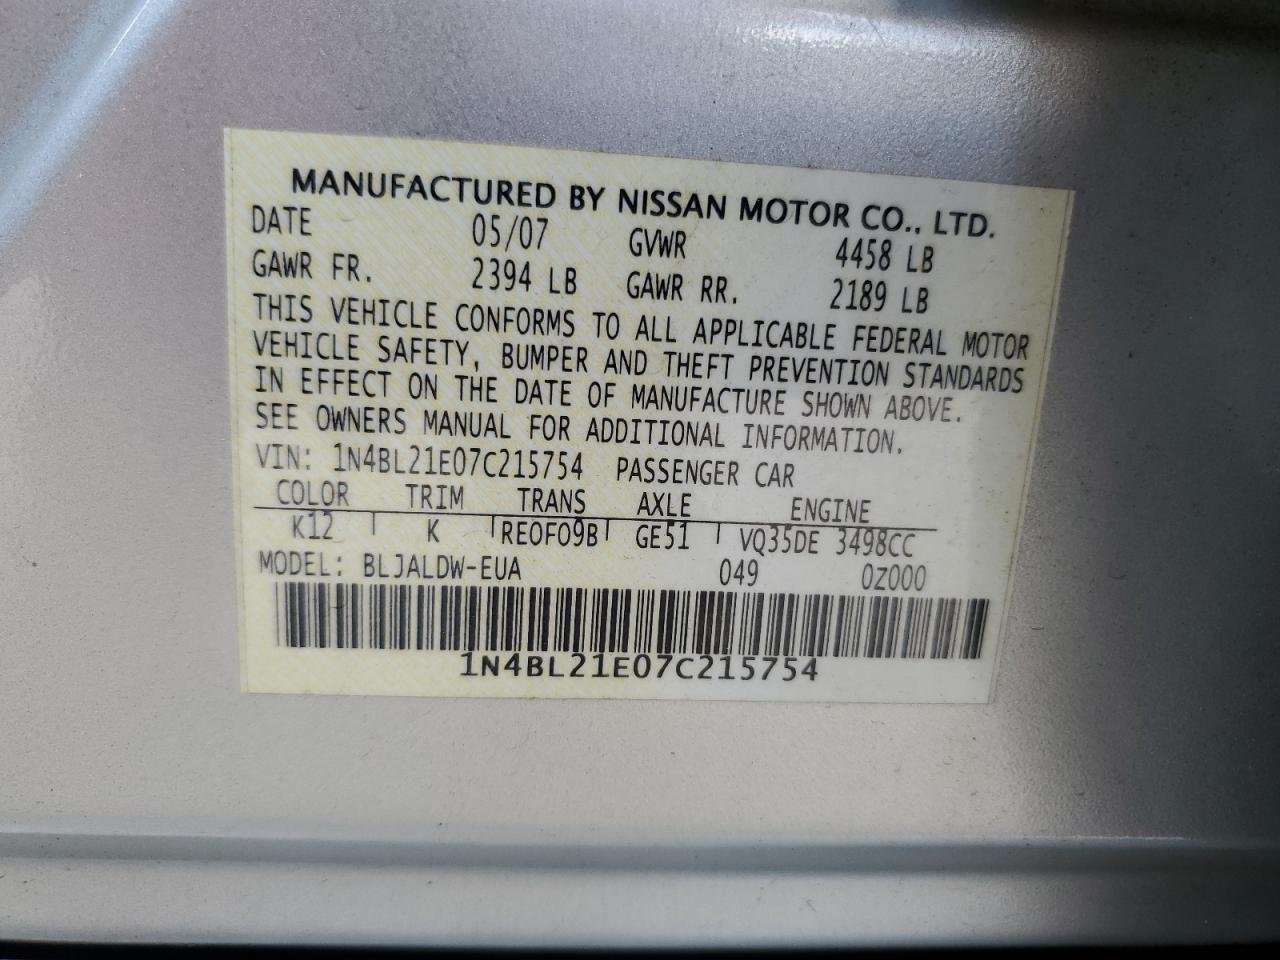 MANUFACTURED BY NISSAN MOTOR CO., LTD.
DATE 05/07 GVWR 4458 LB
GAWR FR. 2394 LB GAWR RR. 2189 LB
THIS VEHICLE CONFORMS TO ALL APPLICABLE FEDERAL MOTOR
VEHICLE SAFETY, BUMPER AND THEFT PREVENTION STANDARDS
IN EFFECT ON THE DATE OF MANUFACTURE SHOWN ABOVE.
SEE OWNERS MANUAL FOR ADDITIONAL INFORMATION.
VIN: 1N4BL21E07C215754 PASSENGER CAR
COLOR TRIM TRANS AXLE ENGINE
K12 K RE0F09B GE51 VQ35DE 3498CC
MODEL: BLJALDW-EUA 049 0Z000
1N4BL21E07C215754